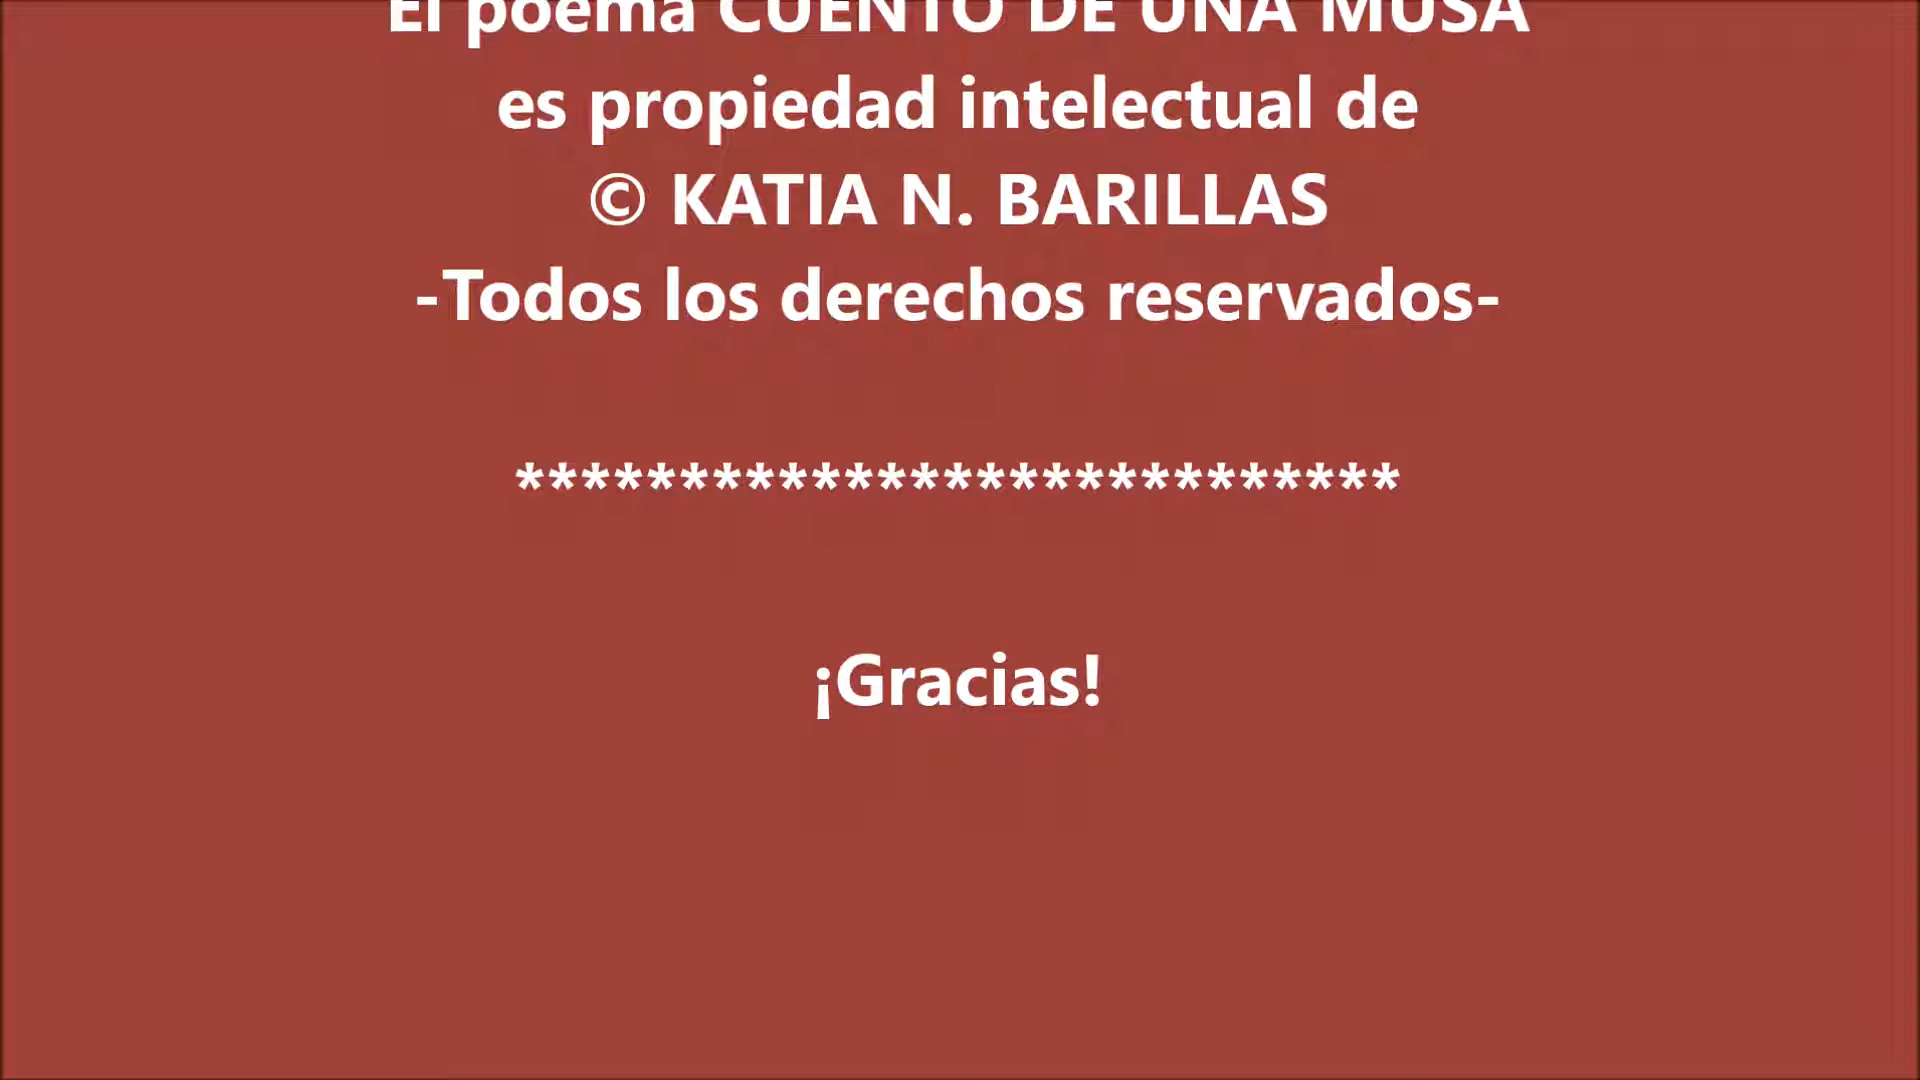 El poema CUENTO DE UNA MUSA
es propiedad intelectual de
© KATIA N. BARILLAS
-Todos los derechos reservados-
***************************
¡Gracias!